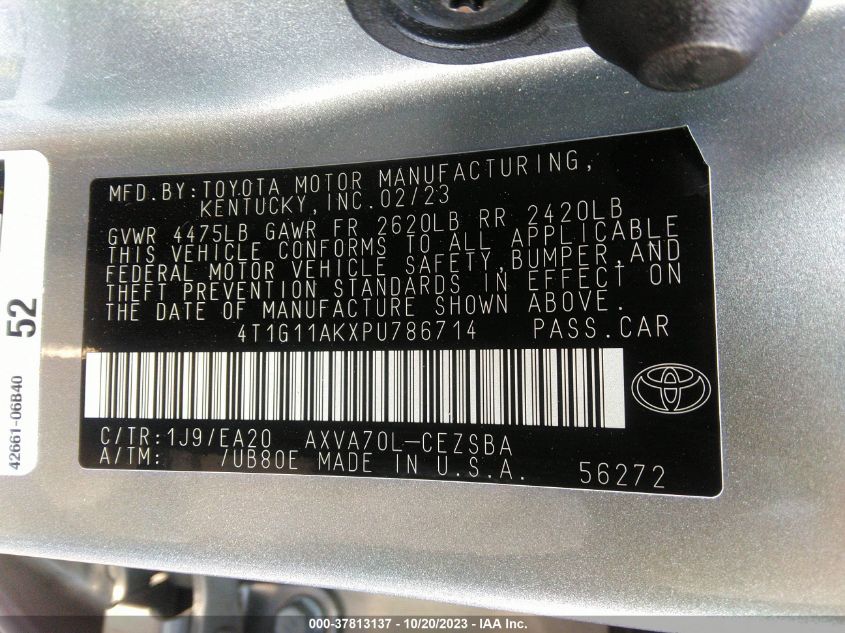 MFD.BY:TOYOTA MOTOR MANUFACTURING,
KENTUCKY,INC.02/23
GVWR 4475LB GAWR FR 2620LB RR 2420LB
THIS VEHICLE CONFORMS TO ALL APPLICABLE
FEDERAL MOTOR VEHICLE SAFETY,BUMPER,AND
THEFT PREVENTION STANDARDS IN EFFECT ON
THE DATE OF MANUFACTURE SHOWN ABOVE.
4T1G11AKXPU786714 PASS.CAR
C/TR:1J9/EA20 AXVA70L-CEZSBA
A/TM: /UB80E MADE IN U.S.A. 56272
52
42661-06B40
000-37813137 - 10/20/2023 - IAA Inc.